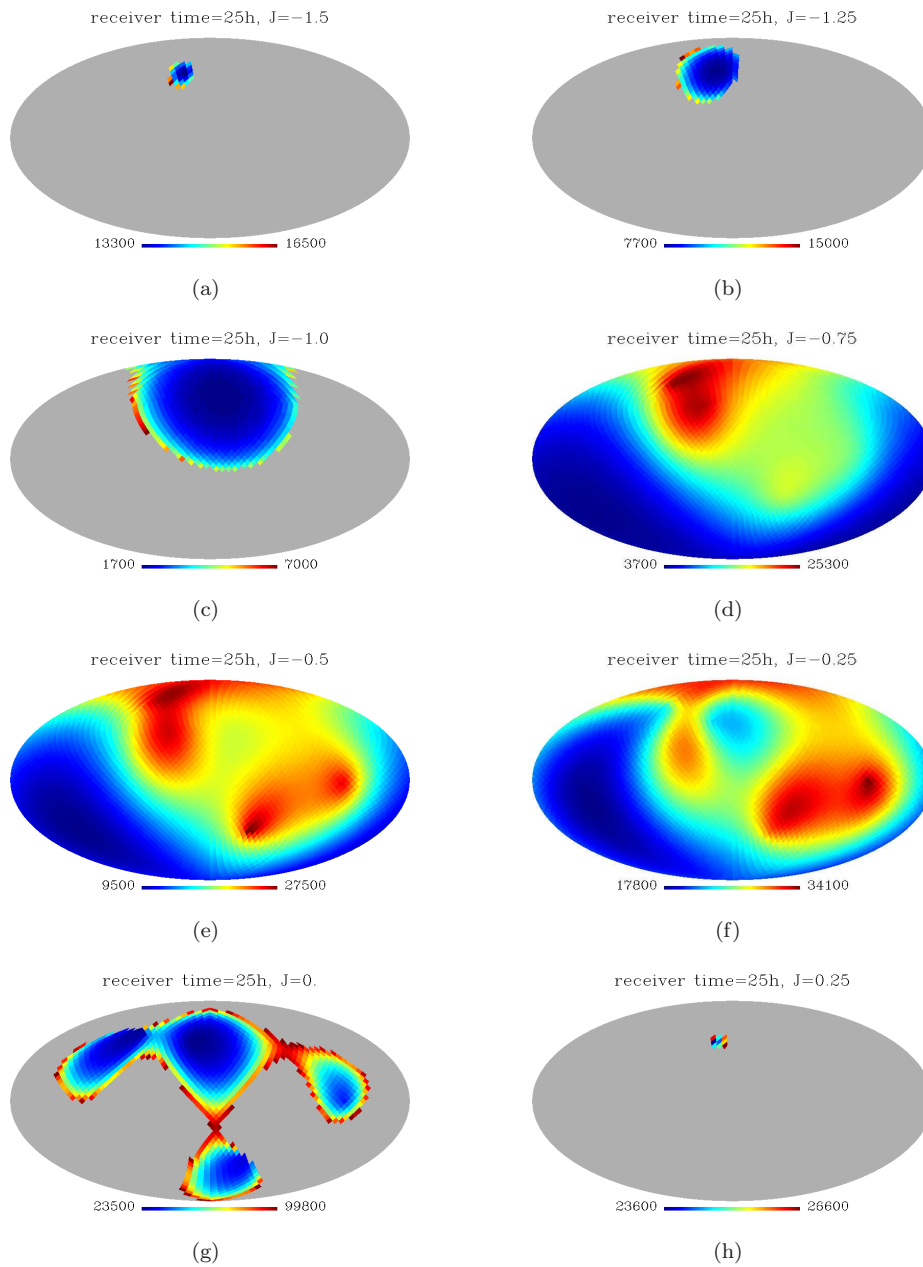 receiver time=25h, J=−1.5
13300 16500
(a)
receiver time=25h, J=−1.25
7700 15000
(b)
receiver time=25h, J=−1.0
1700 7000
(c)
receiver time=25h, J=−0.75
3700 25300
(d)
receiver time=25h, J=−0.5
9500 27500
(e)
receiver time=25h, J=−0.25
17800 34100
(f)
receiver time=25h, J=0.
23500 99800
(g)
receiver time=25h, J=0.25
23600 26600
(h)